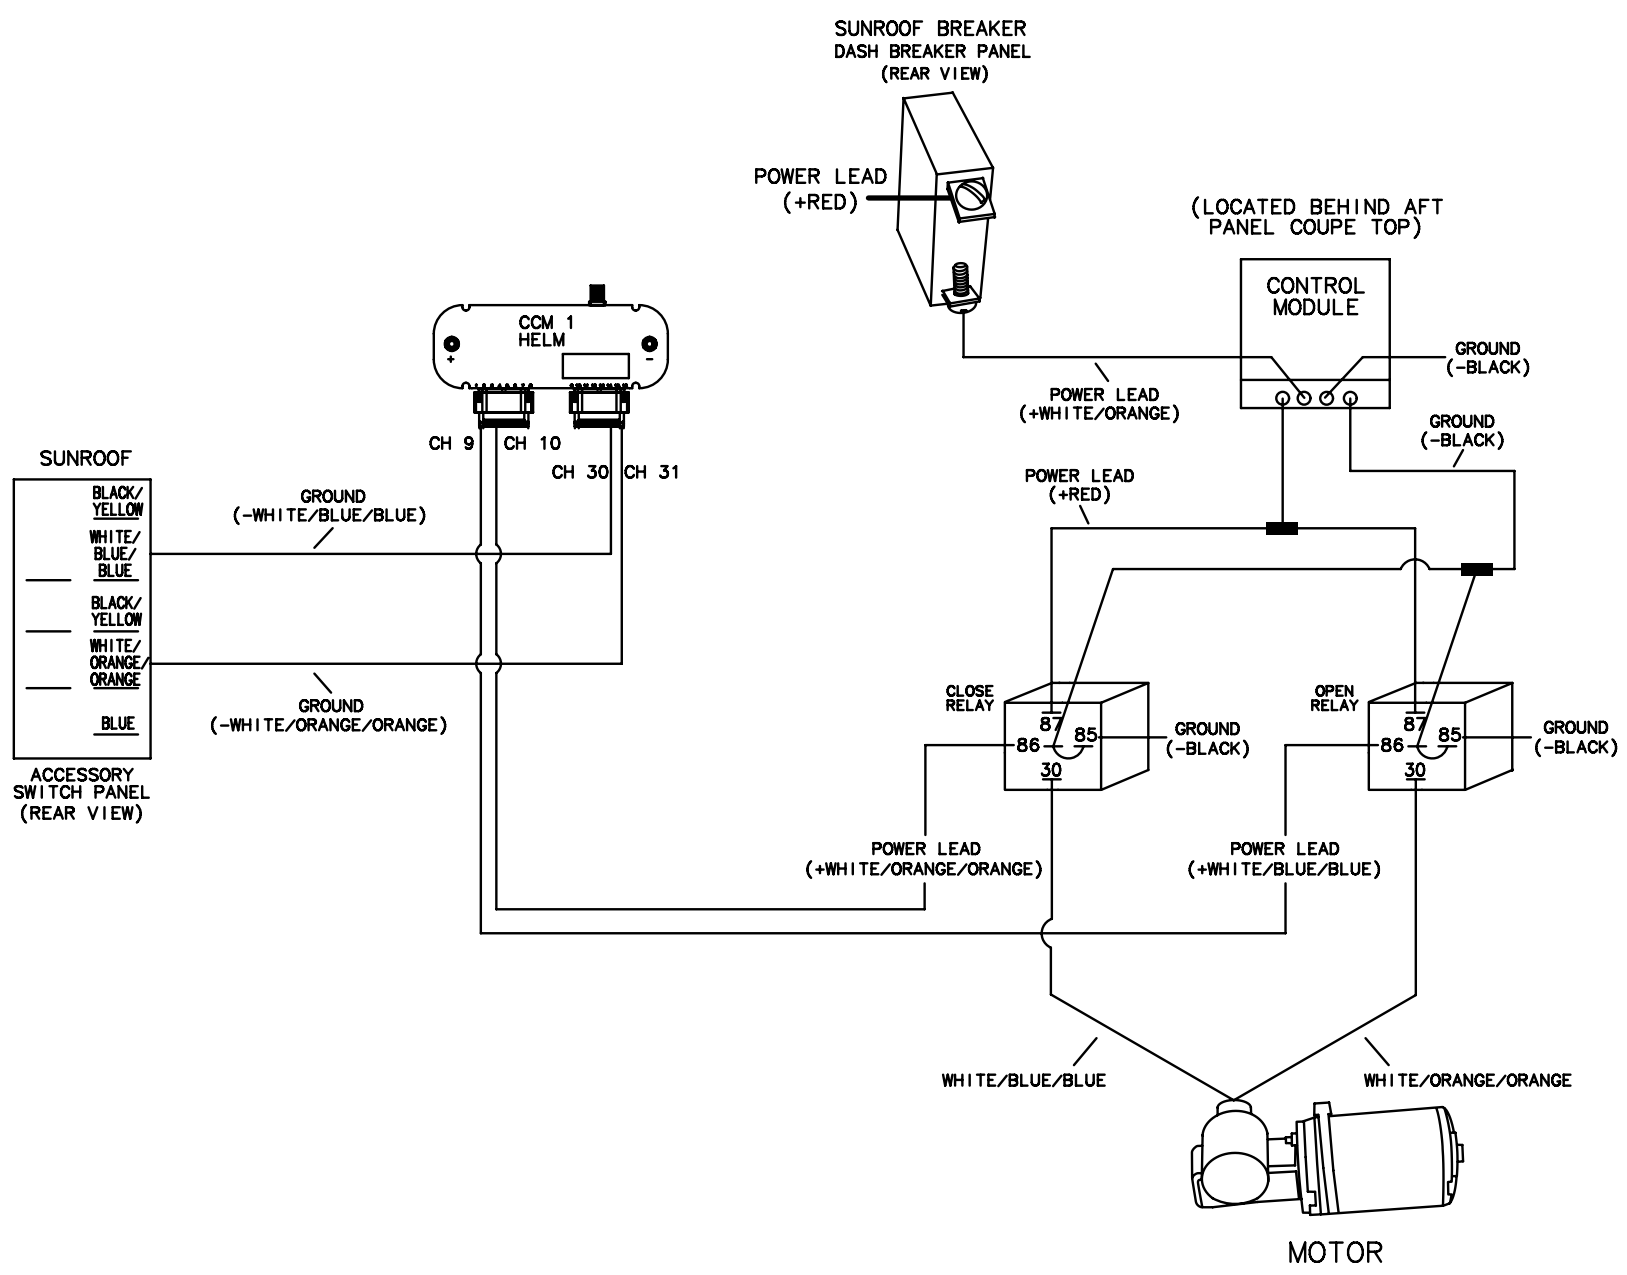 SUNROOF BREAKER
DASH BREAKER PANEL
(REAR VIEW)
POWER LEAD
(+RED)
(LOCATED BEHIND AFT
PANEL COUPE TOP)
CONTROL
MODULE
GROUND
(-BLACK)
POWER LEAD
(+WHITE/ORANGE)
GROUND
(-BLACK)
POWER LEAD
(+RED)
CCM 1
HELM
+
-
CH 9
CH 10
CH 30
CH 31
SUNROOF
BLACK/
YELLOW
WHITE/
BLUE/
BLUE
BLACK/
YELLOW
WHITE/
ORANGE/
ORANGE
BLUE
ACCESSORY
SWITCH PANEL
(REAR VIEW)
GROUND
(-WHITE/BLUE/BLUE)
GROUND
(-WHITE/ORANGE/ORANGE)
CLOSE
RELAY
87
86
85
30
GROUND
(-BLACK)
OPEN
RELAY
87
86
85
30
GROUND
(-BLACK)
POWER LEAD
(+WHITE/ORANGE/ORANGE)
POWER LEAD
(+WHITE/BLUE/BLUE)
WHITE/BLUE/BLUE
WHITE/ORANGE/ORANGE
MOTOR